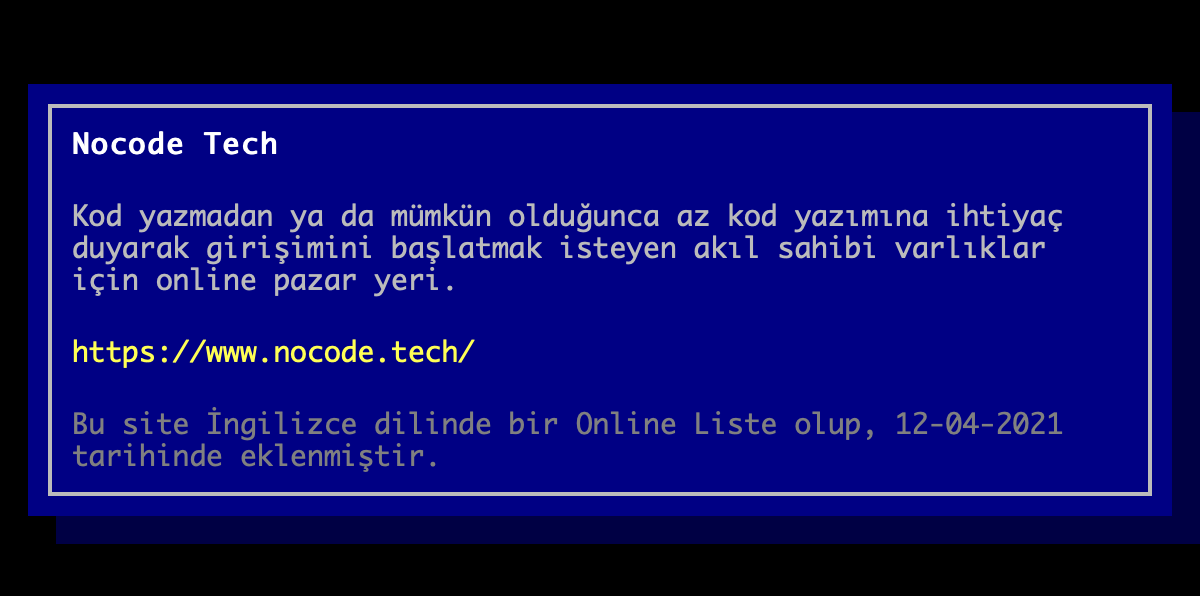 Nocode Tech
Kod yazmadan ya da mümkün olduğunca az kod yazımına ihtiyaç
duyarak girişimini başlatmak isteyen akıl sahibi varlıklar
için online pazar yeri.
https://www.nocode.tech/
Bu site İngilizce dilinde bir Online Liste olup, 12-04-2021
tarihinde eklenmiştir.